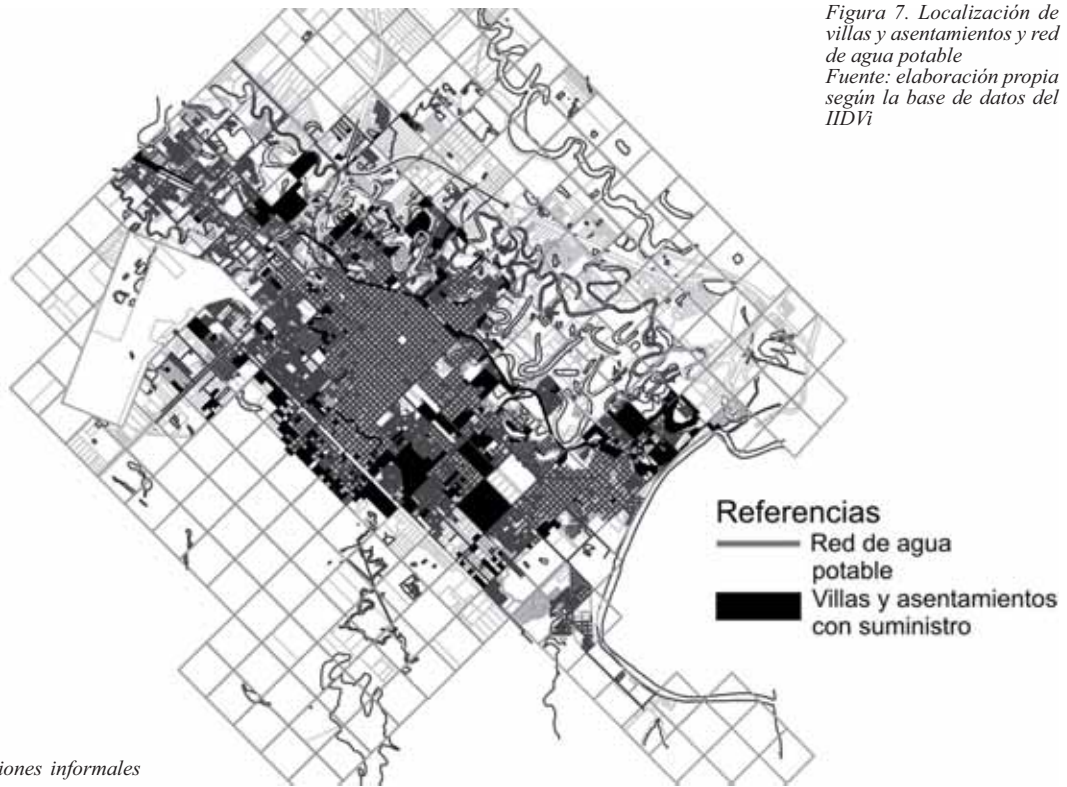 Figura 7. Localización de
villas y asentamientos y red
de agua potable
Fuente: elaboración propia
según la base de datos del
IIDVi
Referencias
Red de agua
potable
Villas y asentamientos
con suministro
iones informales